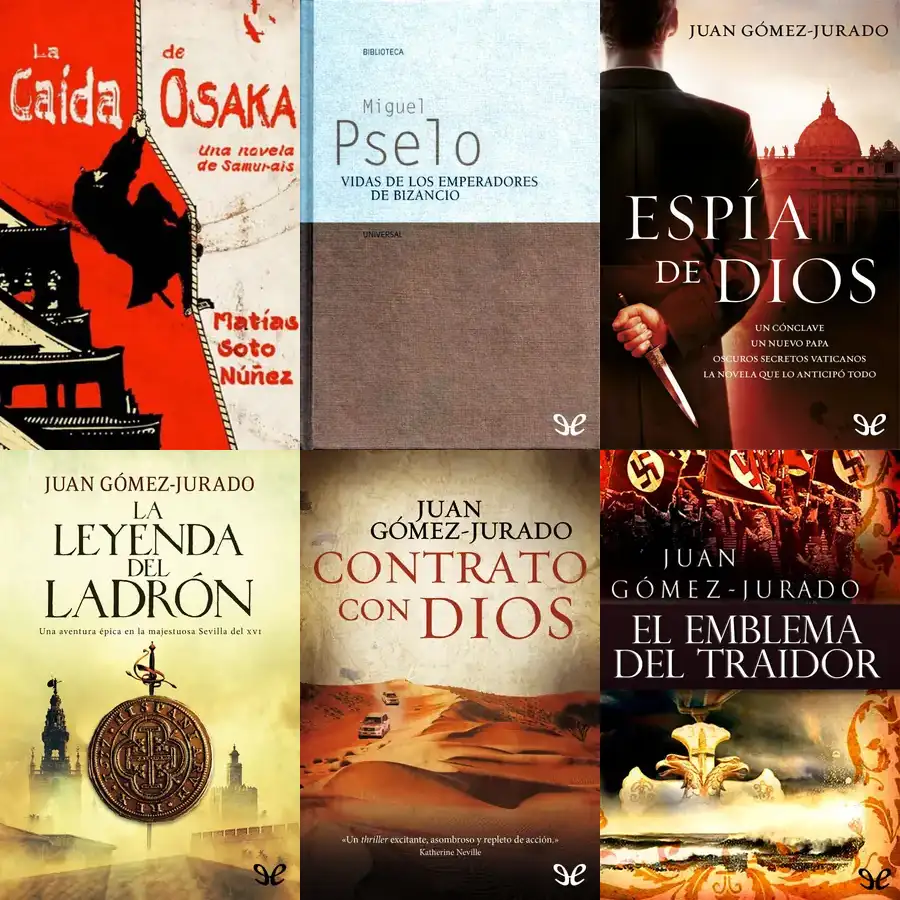 La de
Caída OSAKA
Una novela
de Samurais
Matías
Soto
Núñez
BIBLIOTECA
Miguel
Pselo
VIDAS DE LOS EMPERADORES
DE BIZANCIO
UNIVERSAL
JUAN GÓMEZ-JURADO
ESPÍA
DE DIOS
UN CÓNCLAVE
UN NUEVO PAPA
OSCUROS SECRETOS VATICANOS
LA NOVELA QUE LO ANTICIPÓ TODO
JUAN GÓMEZ-JURADO
LA
LEYENDA
DEL
LADRÓN
Una aventura épica en la majestuosa Sevilla del XVI
JUAN
GÓMEZ-JURADO
CONTRATO
CON DIOS
«Un thriller excitante, asombroso y repleto de acción.»
Katherine Neville
JUAN
GÓMEZ-JURADO
EL EMBLEMA
DEL TRAIDOR